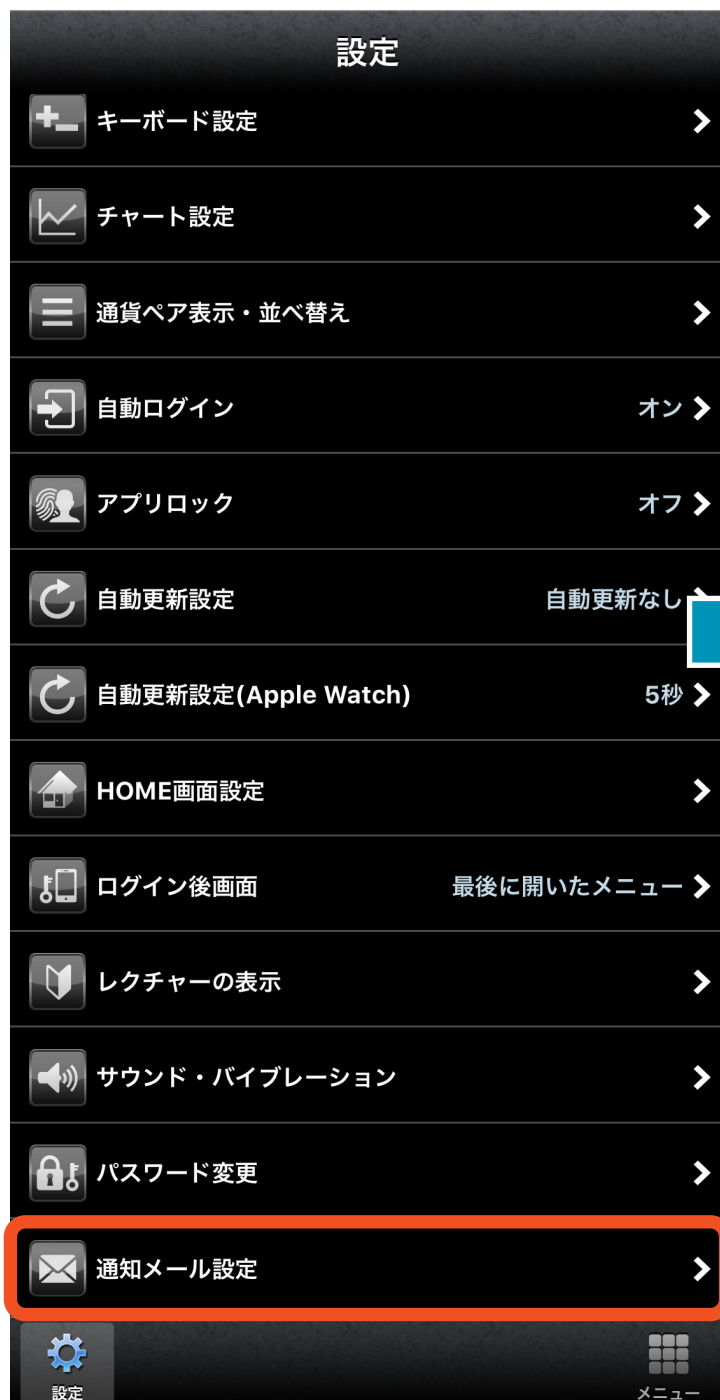 設定
キーボード設定
チャート設定
通貨ペア表示・並べ替え
自動ログイン オン
アプリロック オフ
自動更新設定 自動更新なし
自動更新設定(Apple Watch) 5秒
HOME画面設定
ログイン後画面 最後に開いたメニュー
レクチャーの表示
サウンド・バイブレーション
パスワード変更
通知メール設定
設定 メニュー